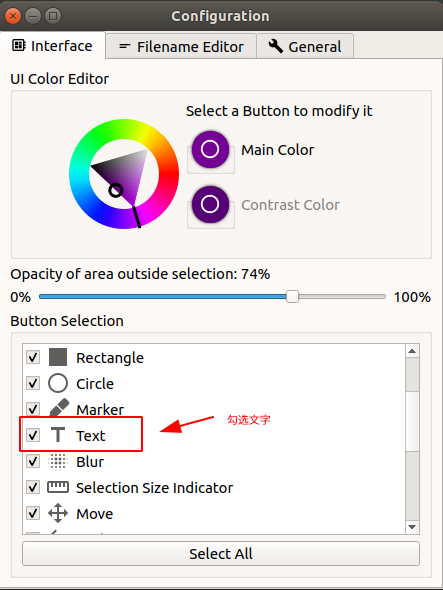 Configuration
Interface
Filename Editor
General
UI Color Editor
Select a Button to modify it
Main Color
Contrast Color
Opacity of area outside selection: 74%
0%
100%
Button Selection
Rectangle
Circle
Marker
Text
勾选文字
Blur
Selection Size Indicator
Move
Select All